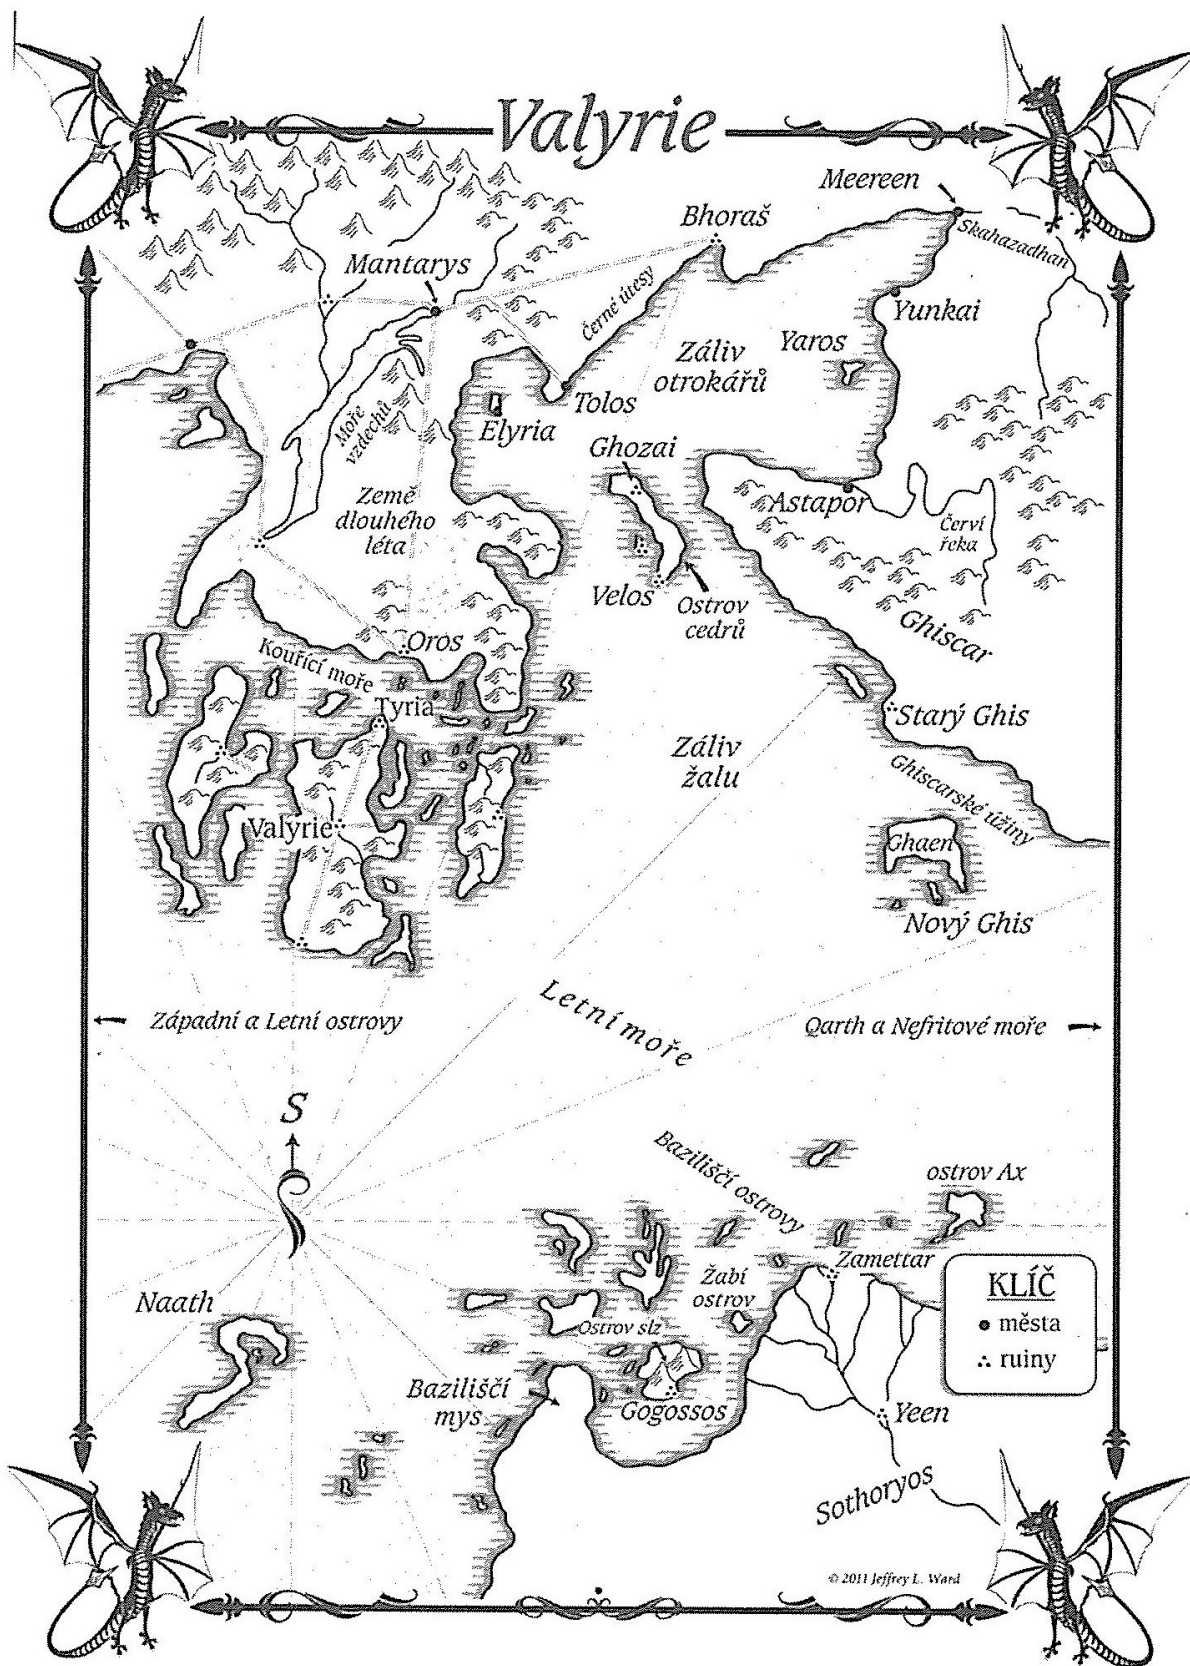 Valyrie
Meereen
Skahazadhan
Bhoraš
Mantarys
Černé útesy
Yunkai
Yaros
Záliv
otrokářů
Tolos
Elyria
Moře
vzdechů
Ghozai
Astapor
Země
dlouhého
léta
Červí
řeka
Velos
Ostrov
cedrů
Ghiscar
Oros
Kouřící moře
Tyria
Starý Ghis
Záliv
žalu
Ghiscarské úžiny
Valyrie
Ghaen
Nový Ghis
Letní moře
Západní a Letní ostrovy
Qarth a Nefritové moře
S
Baziliščí ostrovy
ostrov Ax
Zamettar
Žabí
ostrov
Naath
Ostrov slz
KLÍČ
města
ruiny
Baziliščí
mys
Gogossos
Yeen
Sothoryos
© 2011 Jeffrey L. Ward